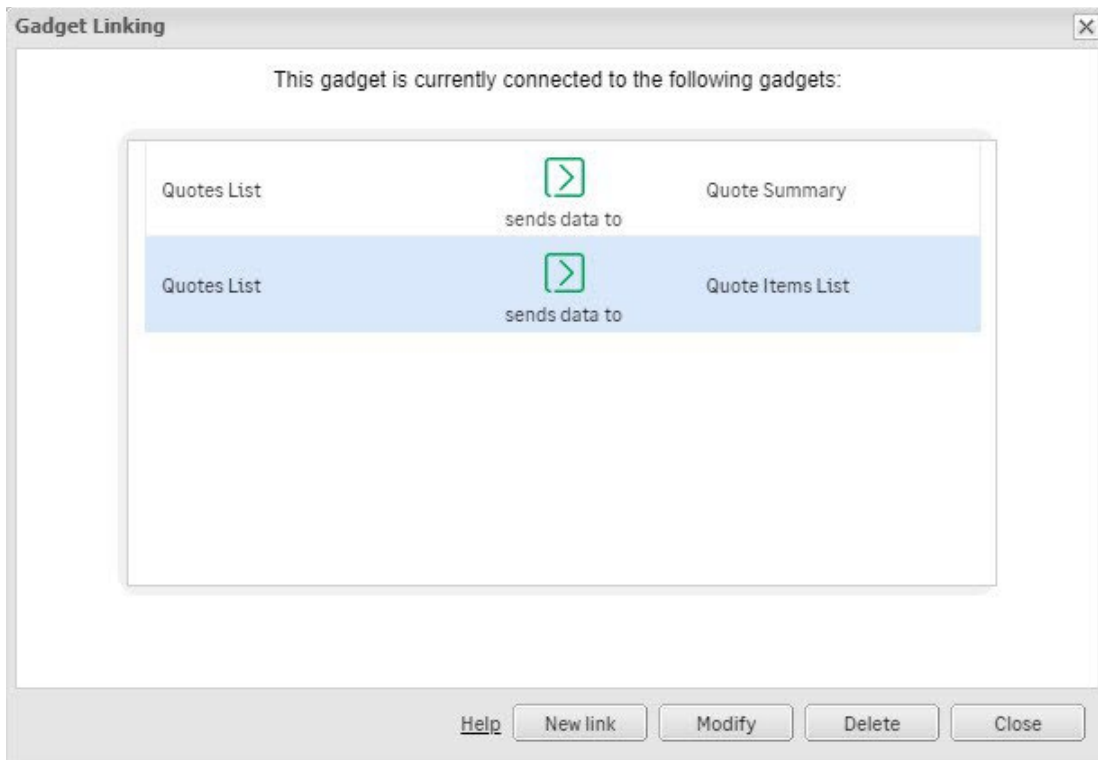 Gadget Linking
This gadget is currently connected to the following gadgets:
Quotes List
sends data to
Quote Summary
Quotes List
sends data to
Quote Items List
Help
New link
Modify
Delete
Close